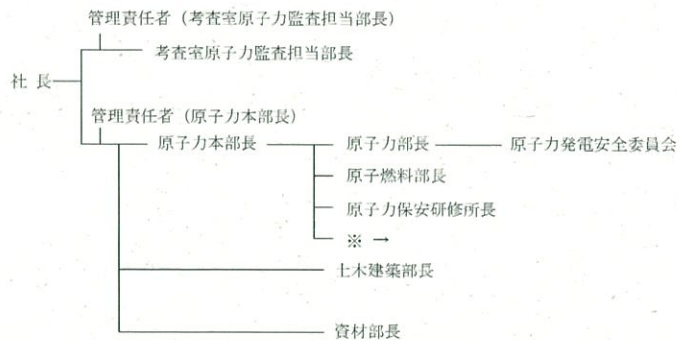 管理責任者（考査室原子力監査担当部長）
考査室原子力監査担当部長
社 長
管理責任者（原子力本部長）
原子力本部長 原子力部長 原子力発電安全委員会
原子燃料部長
原子力保安研修所長
※ →
土木建築部長
資材部長